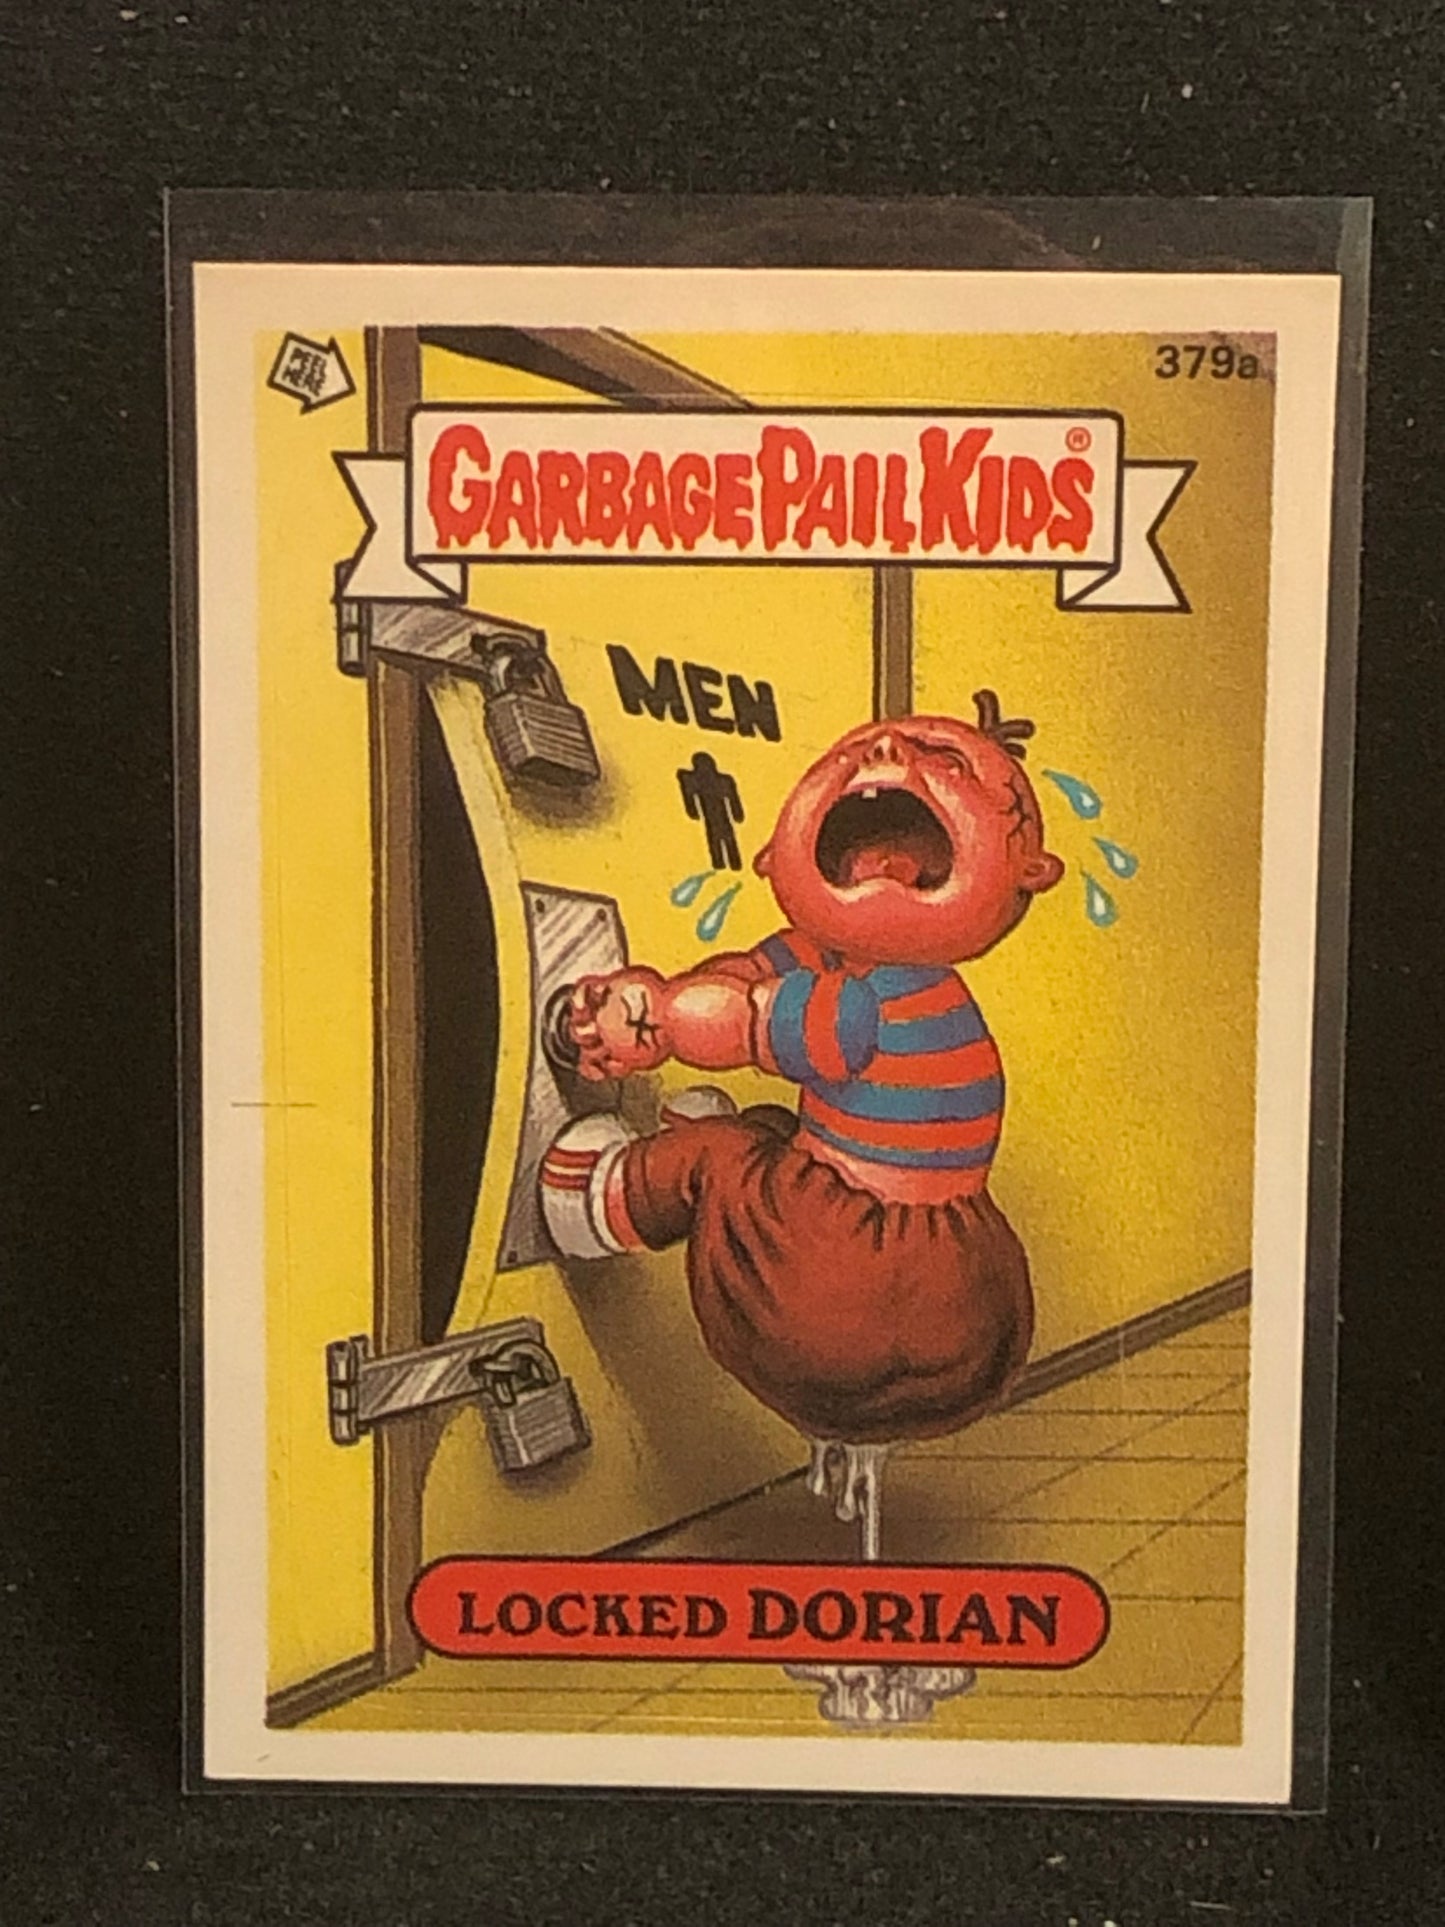 PEEL
HERE
379a
GARBAGE PAIL KIDS®
MEN
LOCKED DORIAN